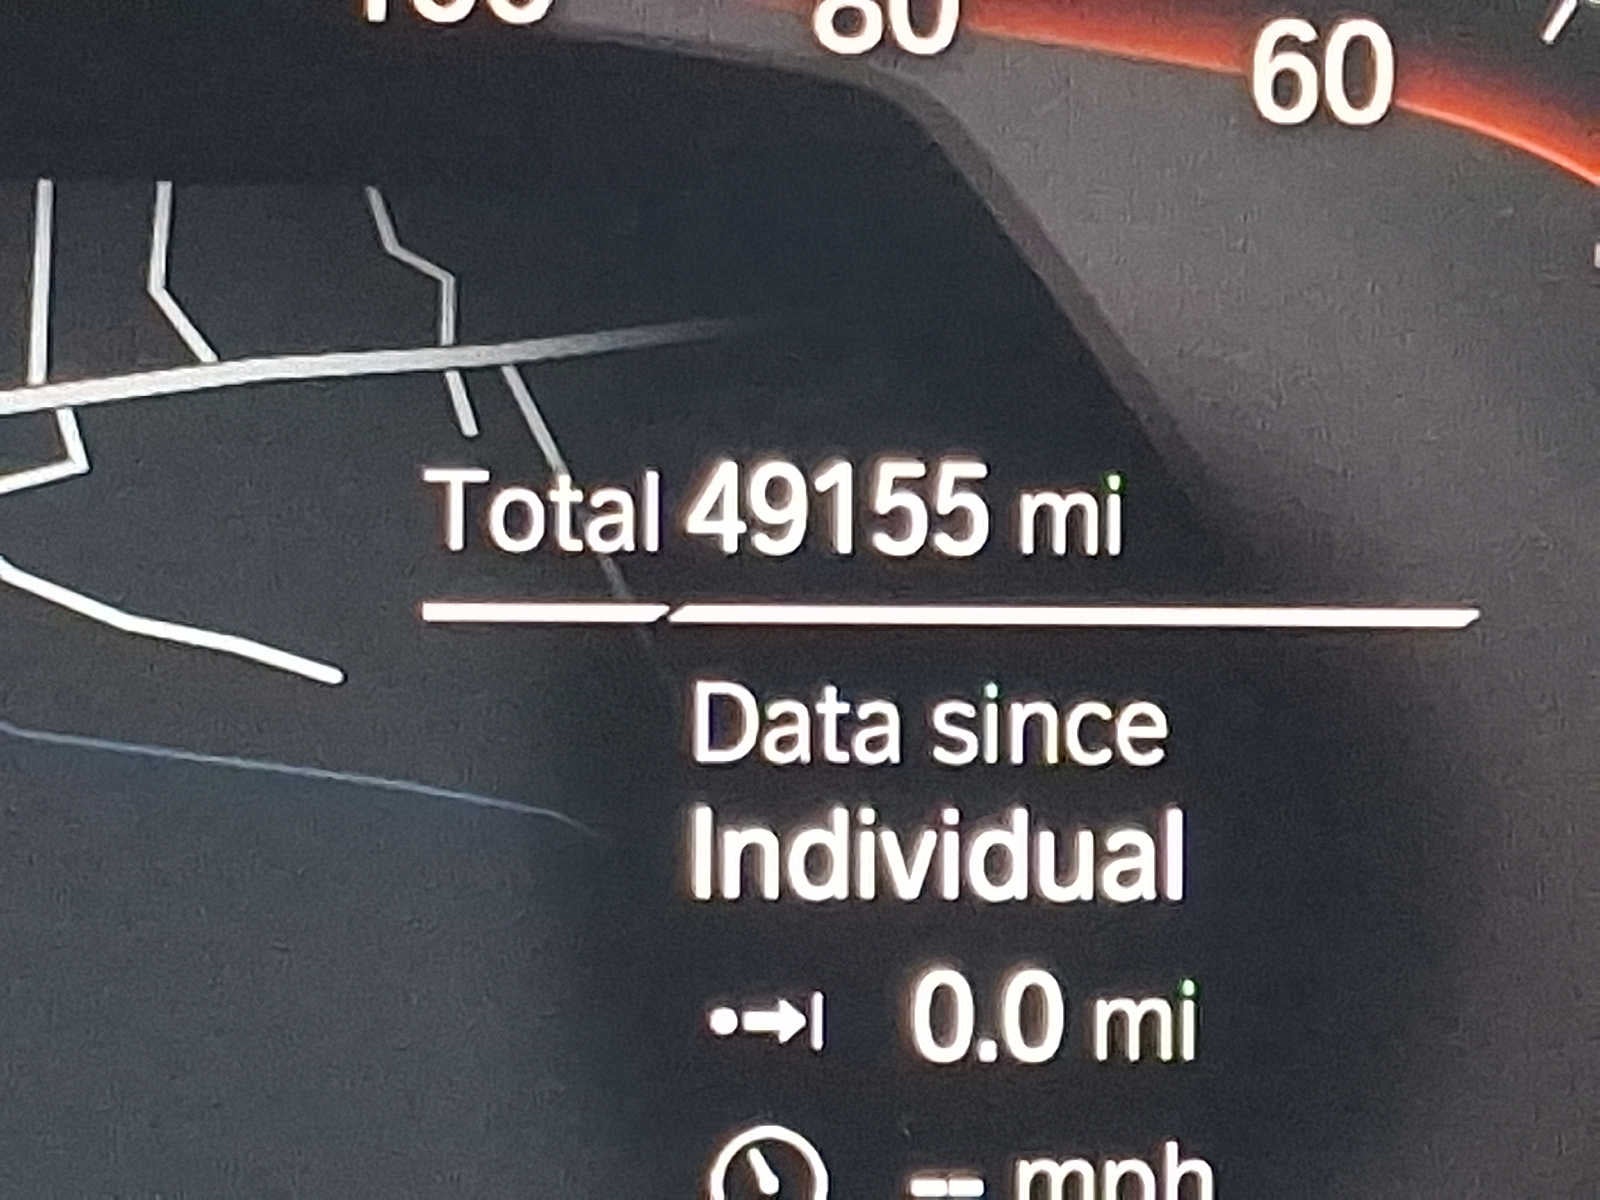 80
60
Total 49155 mi
Data since
Individual
0.0 mi
-- mph